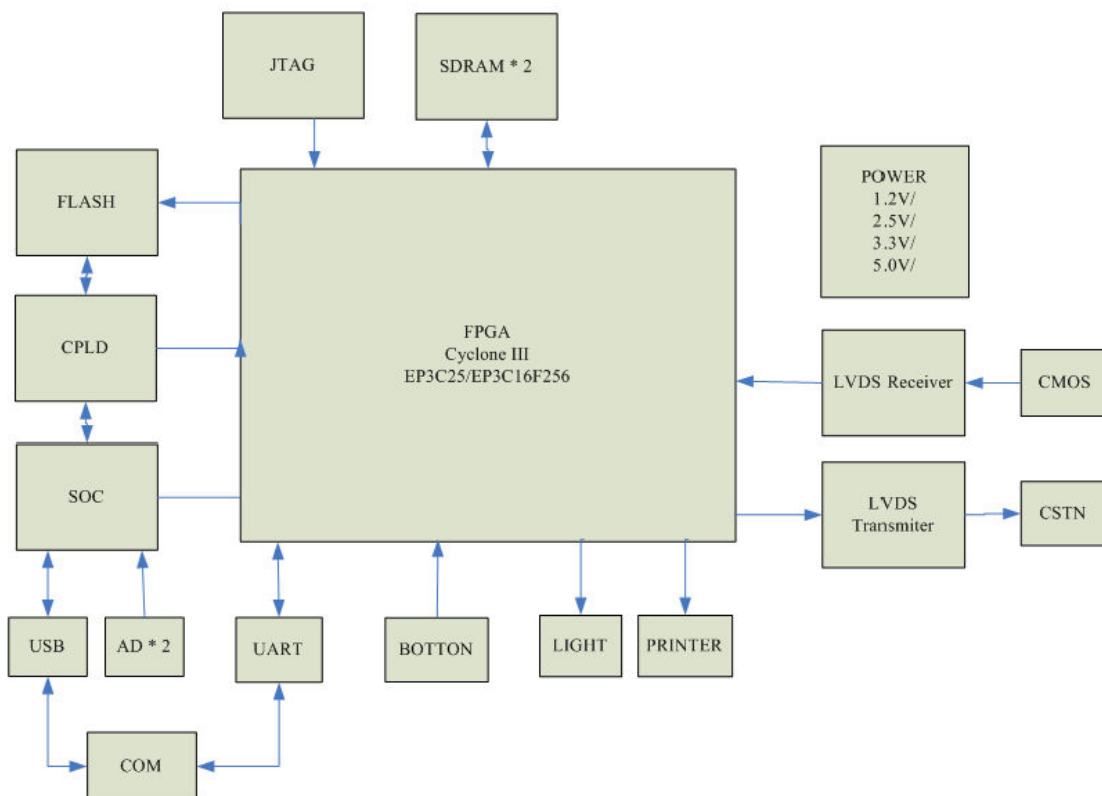 JTAG
SDRAM * 2
FLASH
POWER
1.2V/
2.5V/
3.3V/
5.0V/
CPLD
FPGA
Cyclone III
EP3C25/EP3C16F256
LVDS Receiver
CMOS
SOC
LVDS
Transmiter
CSTN
USB
AD * 2
UART
BOTTON
LIGHT
PRINTER
COM